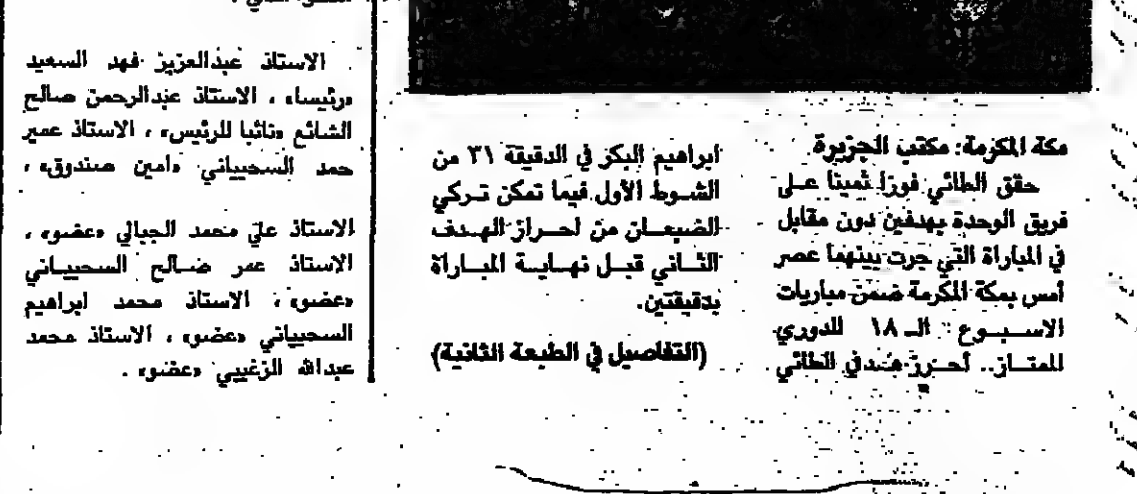 مكة المكرمة: مكتب الجزيرة
حقق الطائي فوزا ثمينا على
فريق الوحدة بهدفين دون مقابل
في المباراة التي جرت بينهما عصر
أمس بمكة المكرمة ضمن مباريات
الاسبوع الـ ١٨ للدوري
الممتاز.. أحرز هدفي الطائي
ابراهيم البكر في الدقيقة ٣١ من
الشوط الأول فيما تمكن تركي
الضبعان من احراز الهدف
الثاني قبل نهاية المباراة
بدقيقتين.
(التفاصيل في الطبعة الثانية)
الاستاذ عبدالعزيز فهد السعيد
«رئيسا» ، الاستاذ عبدالرحمن صالح
الشائع «نائبا للرئيس» ، الاستاذ عمير
حمد السحيباني «امين صندوق» ،
الاستاذ علي محمد الجبالي «عضو» ،
الاستاذ عمر صالح السحيباني
«عضو» ، الاستاذ محمد ابراهيم
السحيباني «عضو» ، الاستاذ محمد
عبدالله الزغيبي «عضو» .